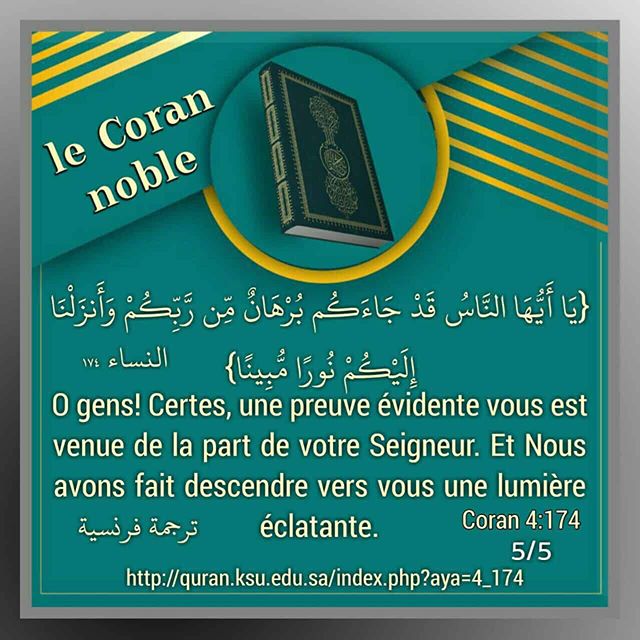 le Coran
noble
{يَا أَيُّهَا النَّاسُ قَدْ جَاءَكُم بُرْهَانٌ مِّن رَّبِّكُمْ وَأَنزَلْنَا
إِلَيْكُمْ نُورًا مُّبِينًا} النساء ١٧٤
O gens! Certes, une preuve évidente vous est
venue de la part de votre Seigneur. Et Nous
avons fait descendre vers vous une lumière
éclatante.
Coran 4:174
ترجمة فرنسية
5/5
http://quran.ksu.edu.sa/index.php?aya=4_174